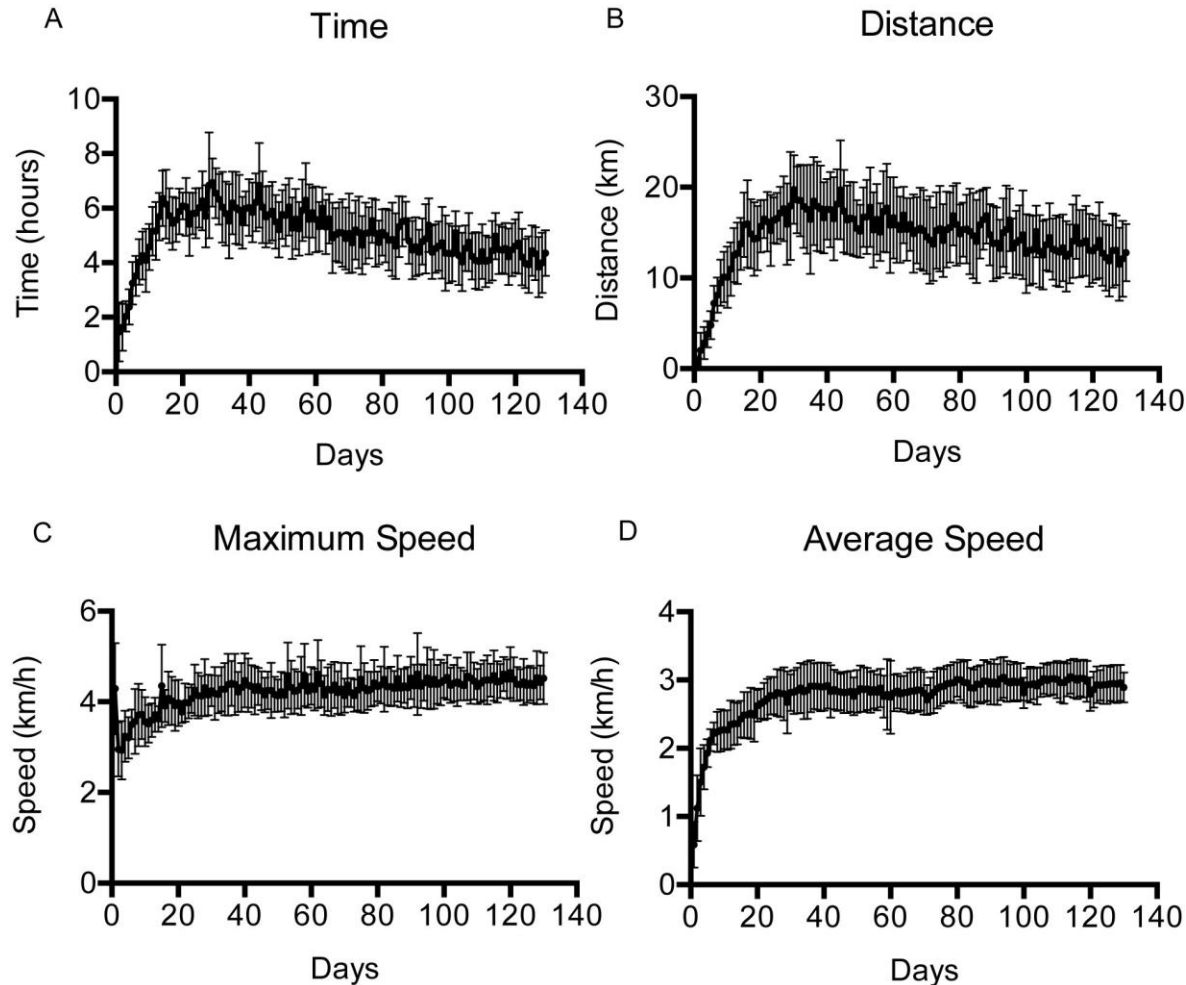 A
Time
Time (hours)
10
8
6
4
2
0
0 20 40 60 80 100 120 140
Days
B
Distance
Distance (km)
30
20
10
0
0 20 40 60 80 100 120 140
Days
C
Maximum Speed
Speed (km/h)
6
4
2
0
0 20 40 60 80 100 120 140
Days
D
Average Speed
Speed (km/h)
4
3
2
1
0
0 20 40 60 80 100 120 140
Days